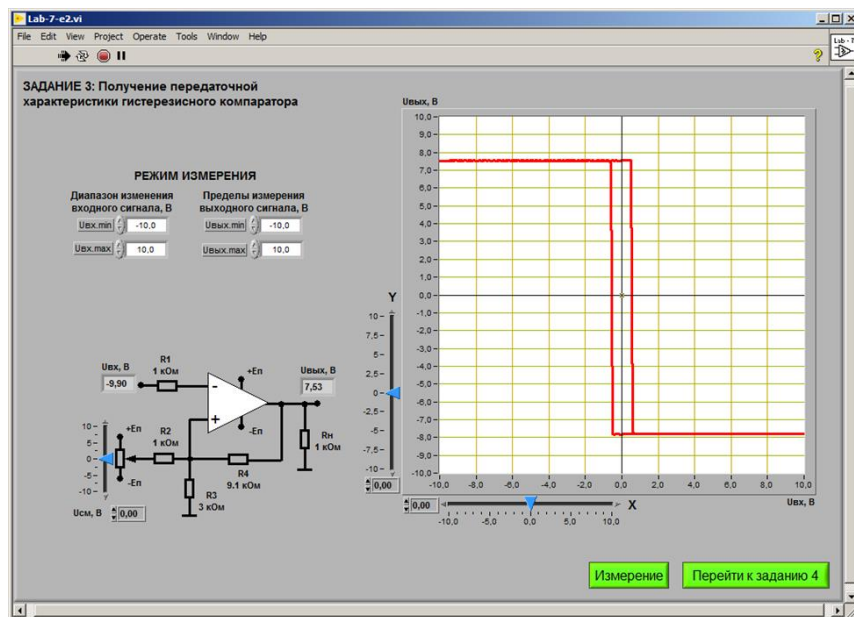 Lab-7-e2.vi
File Edit View Project Operate Tools Window Help
ЗАДАНИЕ 3: Получение передаточной
характеристики гистерезисного компаратора
РЕЖИМ ИЗМЕРЕНИЯ
Диапазон изменения
входного сигнала, В
Uвх.min -10,0
Uвх.max 10,0
Пределы измерения
выходного сигнала, В
Uвых.min -10,0
Uвых.max 10,0
Uвх, В
-9,90
R1
1 кОм
+Eп
-
+
-Eп
Uвых, В
7,53
Rн
1 кОм
10
5
0
-5
-10
+Eп
-Eп
R2
1 кОм
R4
9.1 кОм
R3
3 кОм
Uсм, В 0,00
Y
10
7,5
5
2,5
0
-2,5
-5
-7,5
-10
0,00
Uвых, В
10,0
9,0
8,0
7,0
6,0
5,0
4,0
3,0
2,0
1,0
0,0
-1,0
-2,0
-3,0
-4,0
-5,0
-6,0
-7,0
-8,0
-9,0
-10,0
-10,0 -8,0 -6,0 -4,0 -2,0 0,0 2,0 4,0 6,0 8,0 10,0
Uвх, В
0,00
X
-10,0 -5,0 0,0 5,0 10,0
Измерение
Перейти к заданию 4